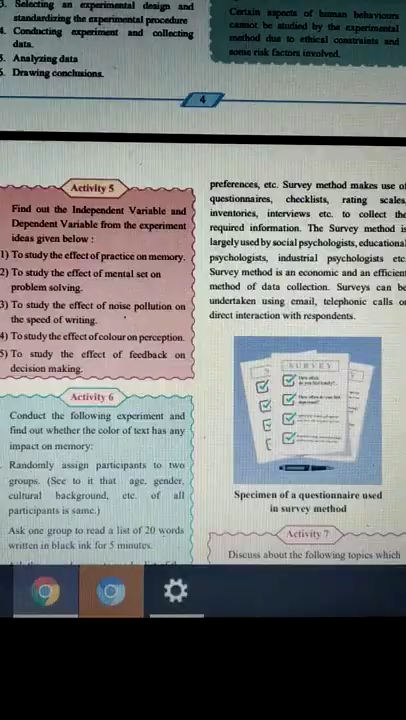 3. Selecting an experimental design and
standardizing the experimental procedure
4. Conducting experiment and collecting
data.
5. Analyzing data
6. Drawing conclusions.
Certain aspects of human behaviours
cannot be studied by the experimental
method due to ethical constraints and
some risk factors involved.
4
Activity 5
Find out the Independent Variable and
Dependent Variable from the experiment
ideas given below :
1) To study the effect of practice on memory.
2) To study the effect of mental set on
problem solving.
3) To study the effect of noise pollution on
the speed of writing.
4) To study the effect of colour on perception.
5) To study the effect of feedback on
decision making.
Activity 6
Conduct the following experiment and
find out whether the color of text has any
impact on memory:
Randomly assign participants to two
groups. (See to it that age, gender,
cultural background, etc. of all
participants is same.)
Ask one group to read a list of 20 words
written in black ink for 5 minutes.
preferences, etc. Survey method makes use of
questionnaires, checklists, rating scales,
inventories, interviews etc. to collect the
required information. The Survey method is
largely used by social psychologists, educational
psychologists, industrial psychologists etc.
Survey method is an economic and an efficient
method of data collection. Surveys can be
undertaken using email, telephonic calls or
direct interaction with respondents.
SURVEY
Specimen of a questionnaire used
in survey method
Activity 7
Discuss about the following topics which